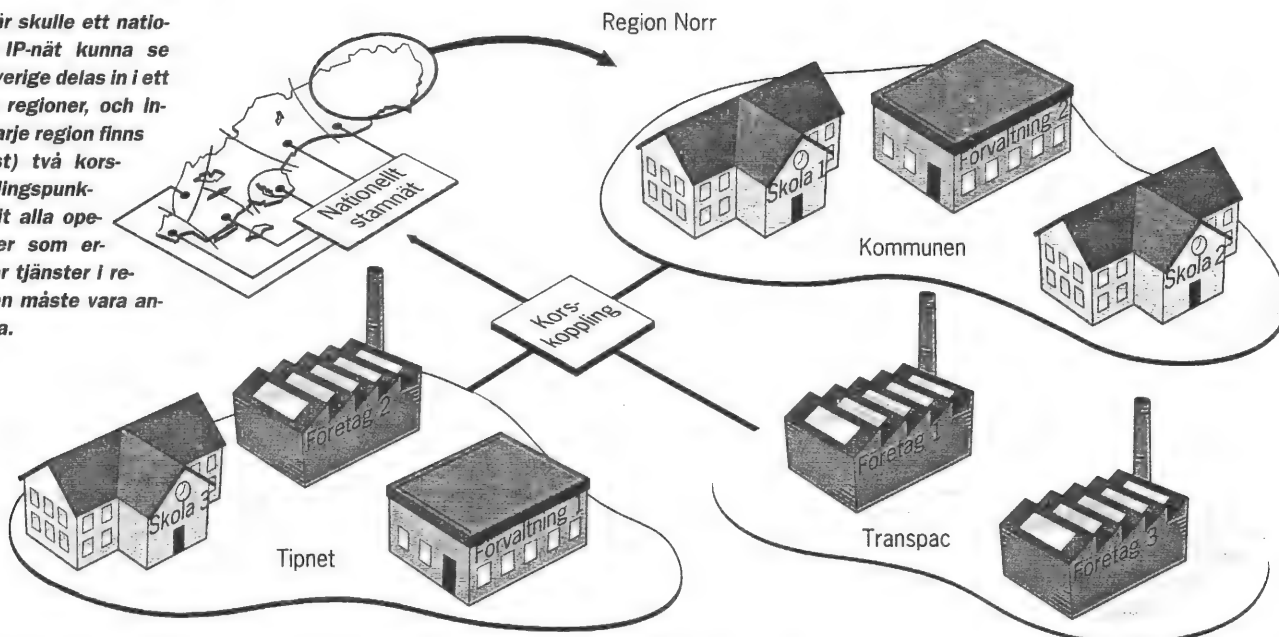 är skulle ett natio-
IP-nät kunna se
verige delas in i ett
regioner, och in-
arje region finns
st) två kors-
lingspunk-
it alla ope-
er som er-
r tjänster i re-
n måste vara an-
a.
Region Norr
Nationellt
stamnät
Skola 1
Förvaltning 2
Kommunen
Skola 2
Kors-
koppling
Företag 2
Skola 3
Förvaltning 1
Tipnet
Företag 1
Transpac
Företag 3